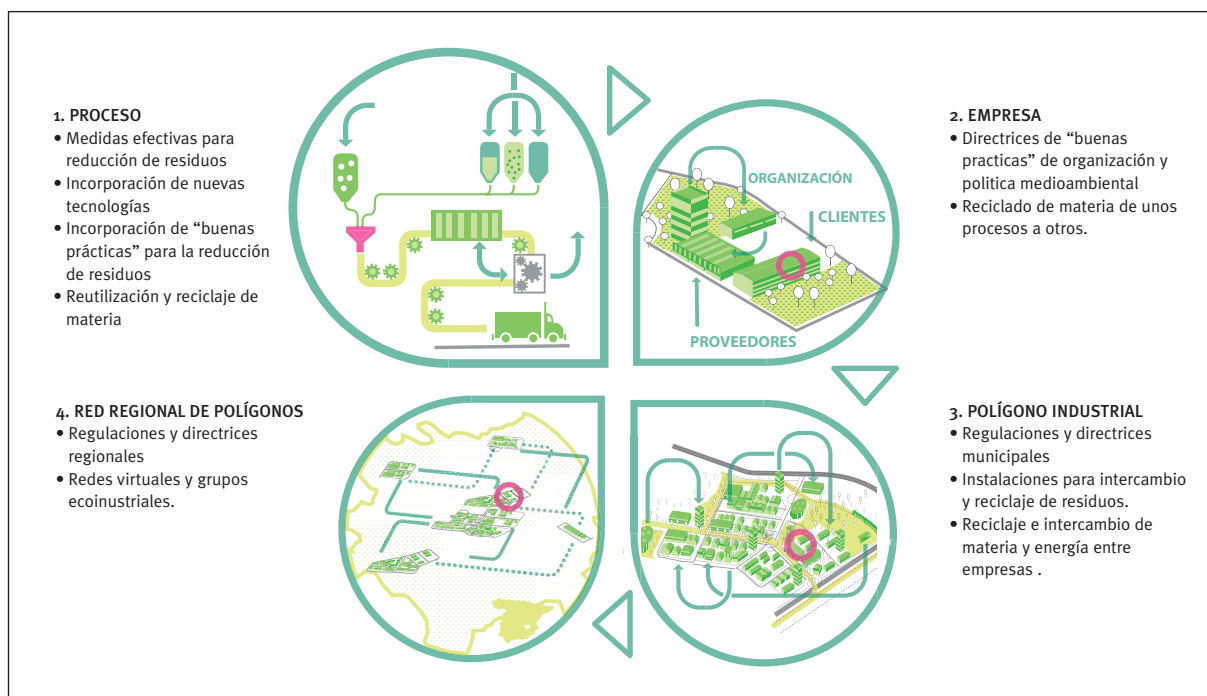 1. PROCESO
• Medidas efectivas para
reducción de residuos
• Incorporación de nuevas
tecnologías
• Incorporación de “buenas
prácticas” para la reducción
de residuos
• Reutilización y reciclaje de
materia
ORGANIZACIÓN
CLIENTES
PROVEEDORES
2. EMPRESA
• Directrices de “buenas
practicas” de organización y
politica medioambiental
• Reciclado de materia de unos
procesos a otros.
4. RED REGIONAL DE POLÍGONOS
• Regulaciones y directrices
regionales
• Redes virtuales y grupos
ecoindustriales.
3. POLÍGONO INDUSTRIAL
• Regulaciones y directrices
municipales
• Instalaciones para intercambio
y reciclaje de residuos.
• Reciclaje e intercambio de
materia y energía entre
empresas .